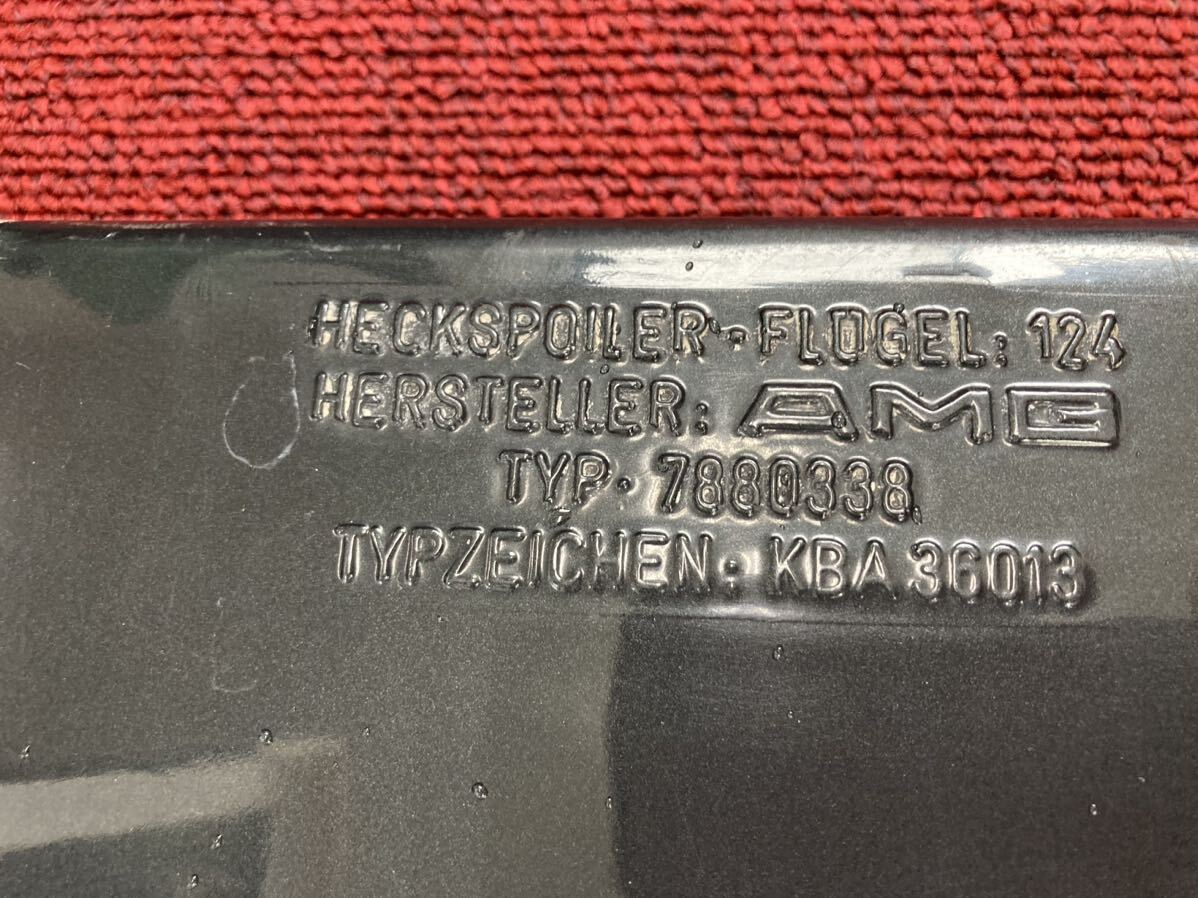 HECKSPOILER-FLÜGEL: 124
HERSTELLER: AMG
TYP. 7880338
TYPZEICHEN. KBA 36013